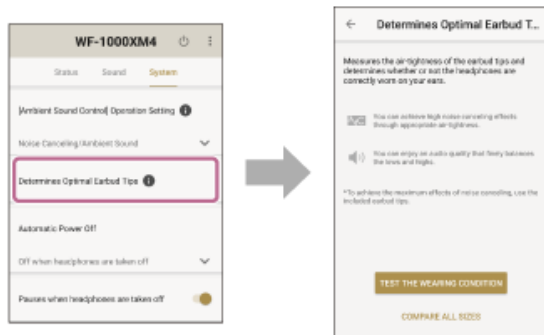 WF-1000XM4
Status Sound System
[Ambient Sound Control] Operation Setting
Noise Canceling/Ambient Sound
Determines Optimal Earbud Tips
Automatic Power Off
Off when headphones are taken off
Pauses when headphones are taken off
Determines Optimal Earbud T...
Measures the air-tightness of the earbud tips and
determines whether or not the headphones are
correctly worn on your ears.
You can achieve high noise canceling effects
through appropriate air-tightness.
You can enjoy an audio quality that finely balances
the lows and highs.
*To achieve the maximum effects of noise canceling, use the
included earbud tips.
TEST THE WEARING CONDITION
COMPARE ALL SIZES